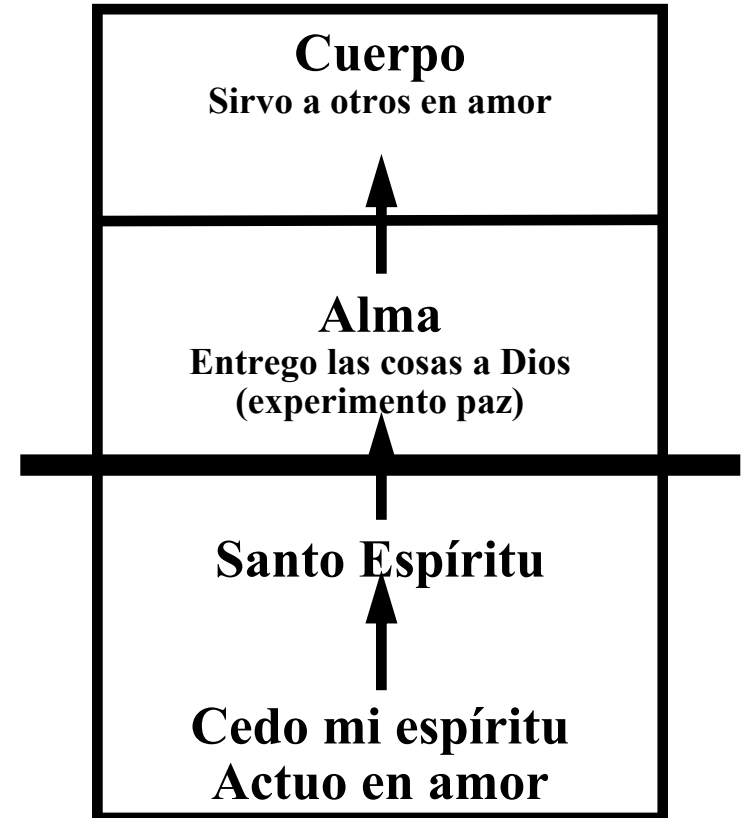 Cuerpo
Sirvo a otros en amor
Alma
Entrego las cosas a Dios
(experimento paz)
Santo Espíritu
Cedo mi espíritu
Actuo en amor